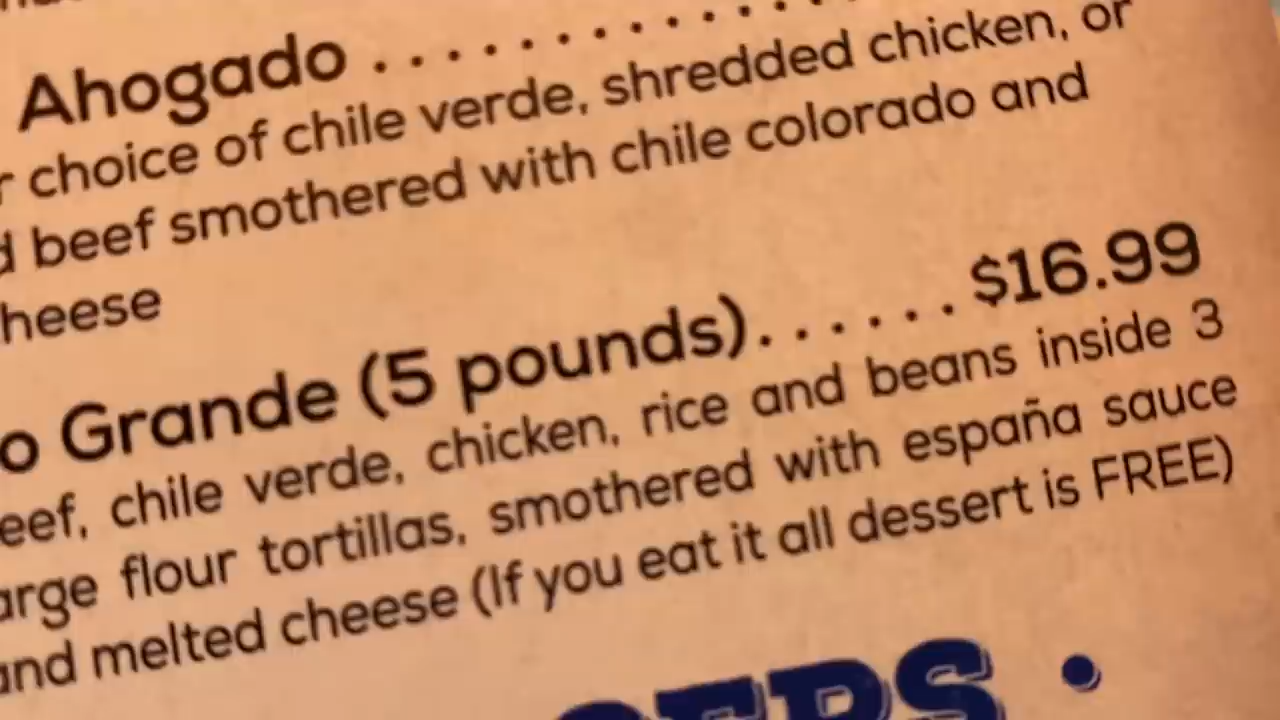 Ahogado . . . . . . . . . . . . . .
choice of chile verde, shredded chicken, or
beef smothered with chile colorado and
heese
o Grande (5 pounds). . . . . . . $16.99
eef, chile verde, chicken, rice and beans inside 3
arge flour tortillas, smothered with españa sauce
and melted cheese (If you eat it all dessert is FREE)